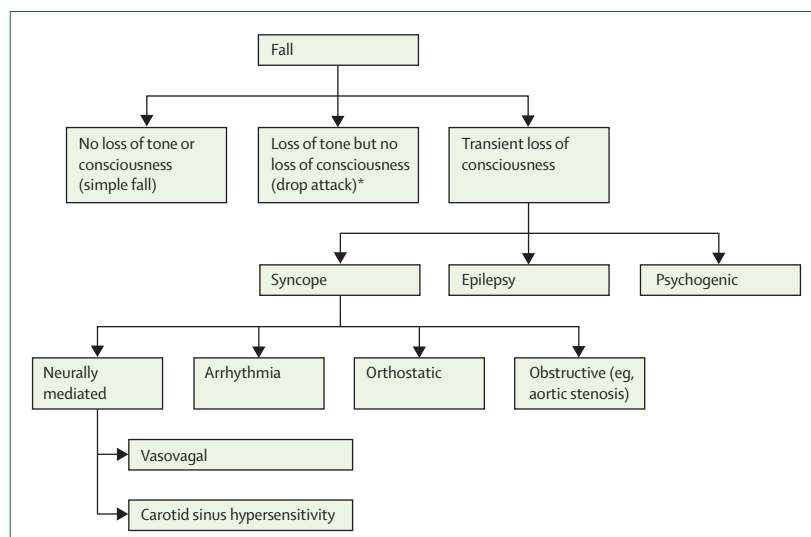 Fall
No loss of tone or
consciousness
(simple fall)
Loss of tone but no
loss of consciousness
(drop attack)*
Transient loss of
consciousness
Syncope
Epilepsy
Psychogenic
Neurally
mediated
Arrhythmia
Orthostatic
Obstructive (eg,
aortic stenosis)
Vasovagal
Carotid sinus hypersensitivity